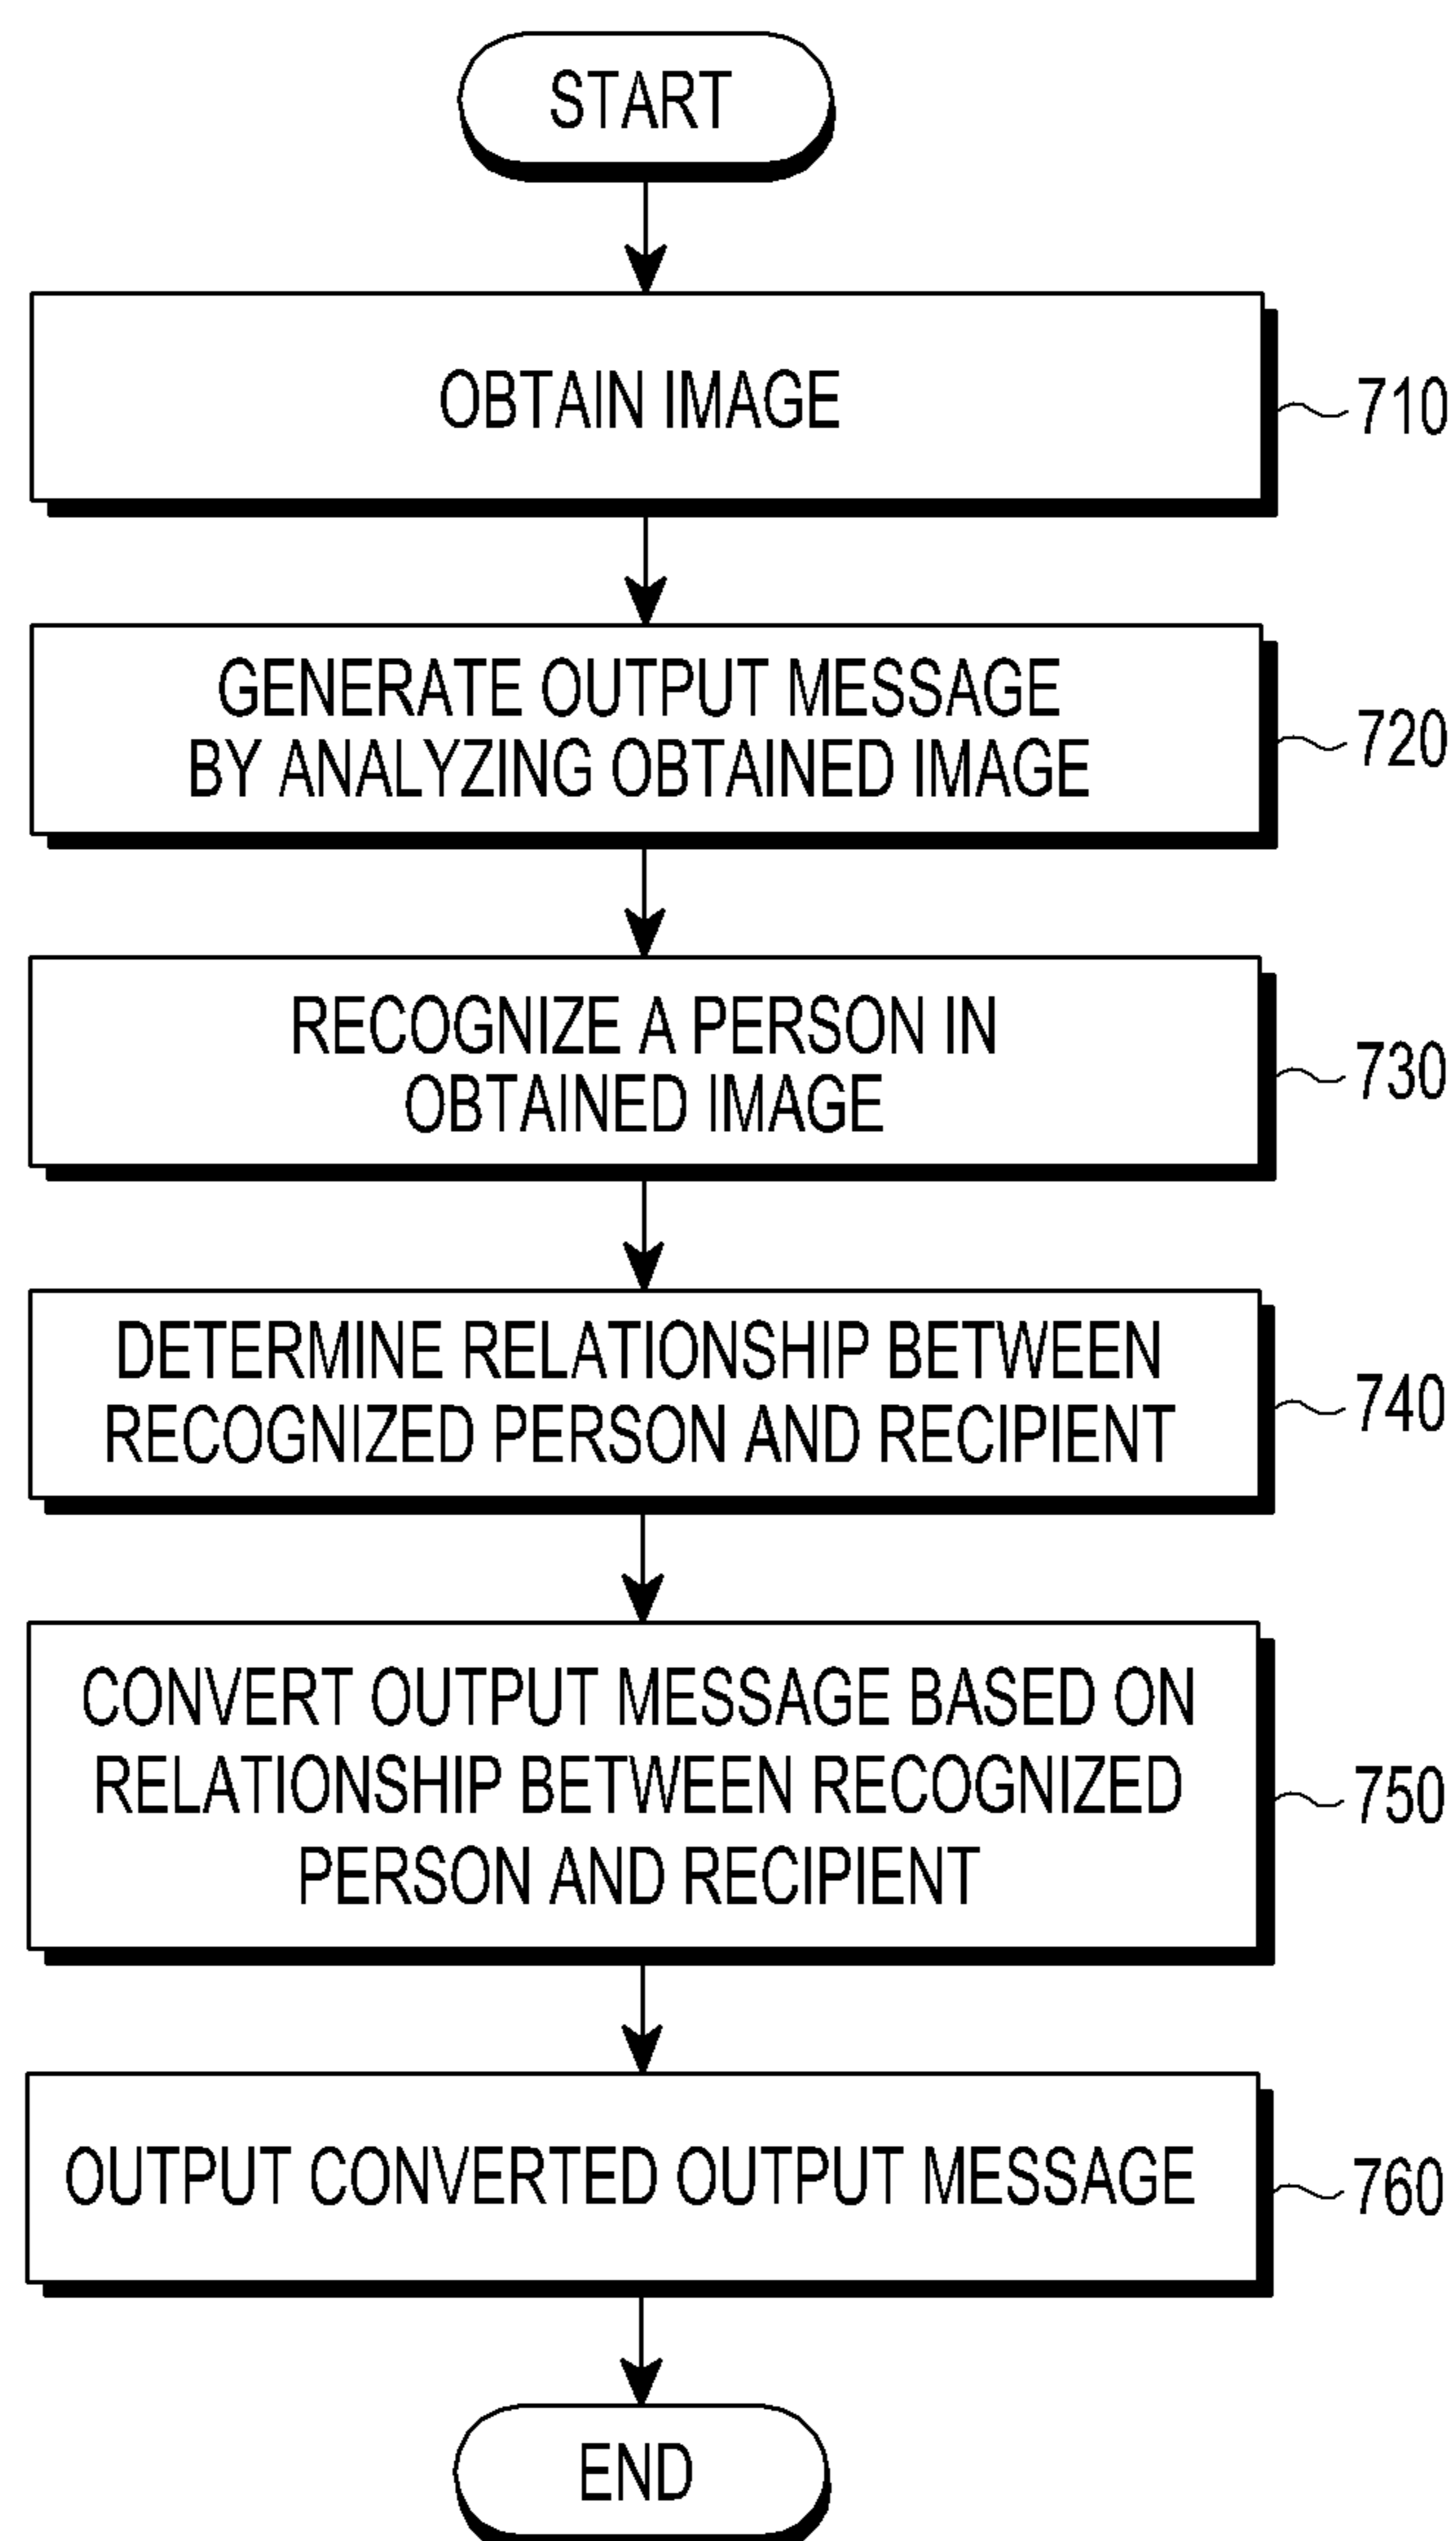 START
OBTAIN IMAGE
710
GENERATE OUTPUT MESSAGE
BY ANALYZING OBTAINED IMAGE
720
RECOGNIZE A PERSON IN
OBTAINED IMAGE
730
DETERMINE RELATIONSHIP BETWEEN
RECOGNIZED PERSON AND RECIPIENT
740
CONVERT OUTPUT MESSAGE BASED ON
RELATIONSHIP BETWEEN RECOGNIZED
PERSON AND RECIPIENT
750
OUTPUT CONVERTED OUTPUT MESSAGE
760
END